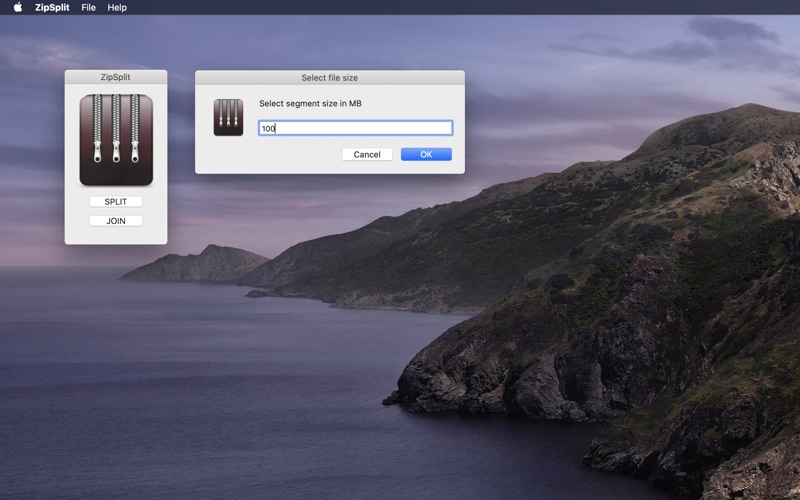 ZipSplit File Help
ZipSplit
SPLIT
JOIN
Select file size
Select segment size in MB
100
Cancel OK